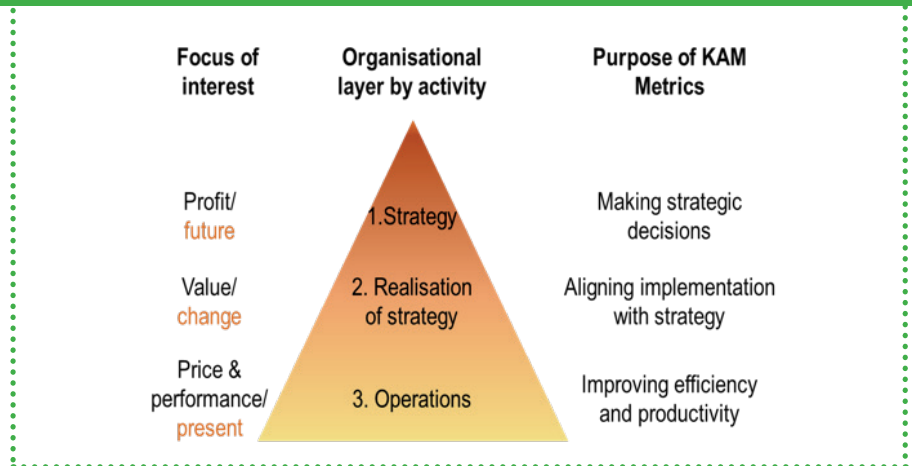 Focus of
interest
Organisational
layer by activity
Purpose of KAM
Metrics
Profit/
future
1.Strategy
Making strategic
decisions
Value/
change
2. Realisation
of strategy
Aligning implementation
with strategy
Price &
performance/
present
3. Operations
Improving efficiency
and productivity